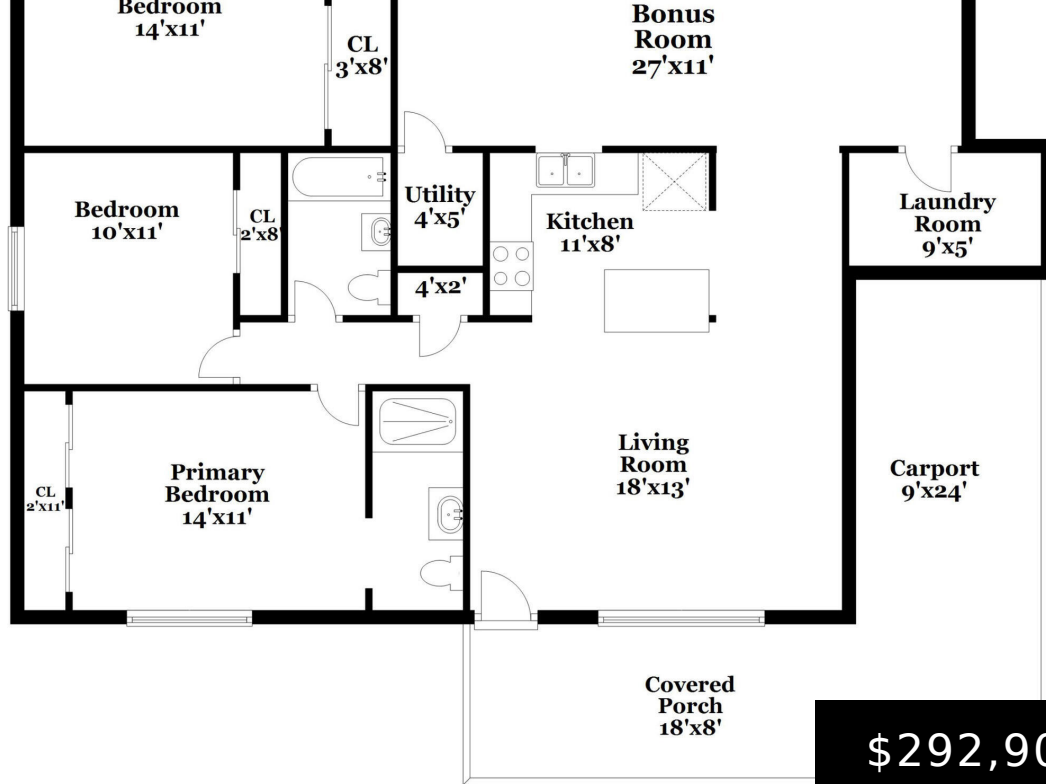 Bedroom
14'x11'
CL
3'x8'
Bonus
Room
27'x11'
Bedroom
10'x11'
CL
2'x8'
Utility
4'x5'
Kitchen
11'x8'
Laundry
Room
9'x5'
4'x2'
CL
2'x11'
Primary
Bedroom
14'x11'
Living
Room
18'x13'
Carport
9'x24'
Covered
Porch
18'x8'
$292,90